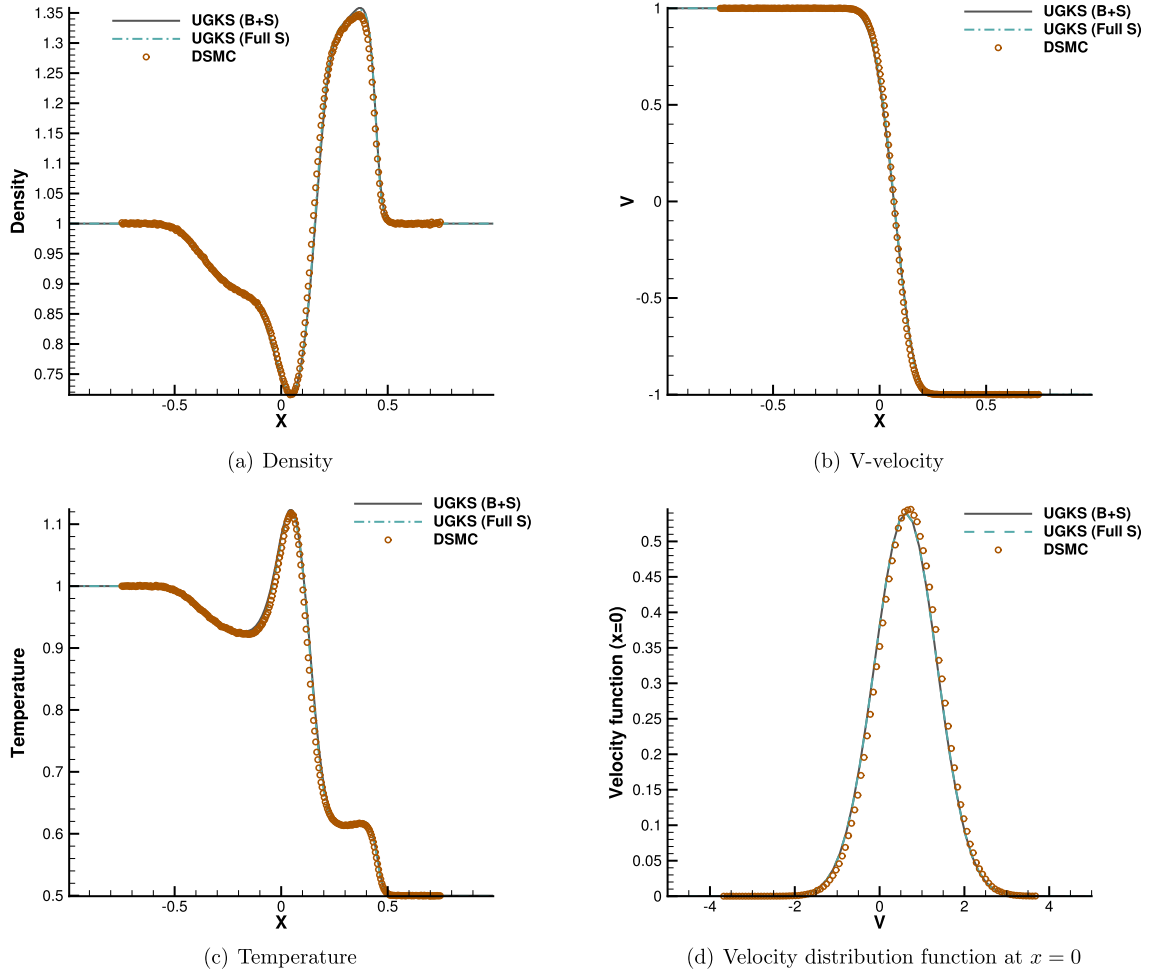 UGKS (B+S)
UGKS (Full S)
DSMC
Density
1.35
1.3
1.25
1.2
1.15
1.1
1.05
1
0.95
0.9
0.85
0.8
0.75
-0.5
0
0.5
X
(a) Density
UGKS (B+S)
UGKS (Full S)
DSMC
V
1
0.5
0
-0.5
-1
-0.5
0
0.5
X
(b) V-velocity
UGKS (B+S)
UGKS (Full S)
DSMC
Temperature
1.1
1
0.9
0.8
0.7
0.6
0.5
-0.5
0
0.5
X
(c) Temperature
UGKS (B+S)
UGKS (Full S)
DSMC
Velocity function (x=0)
0.5
0.45
0.4
0.35
0.3
0.25
0.2
0.15
0.1
0.05
0
-4
-2
0
2
4
V
(d) Velocity distribution function at x = 0